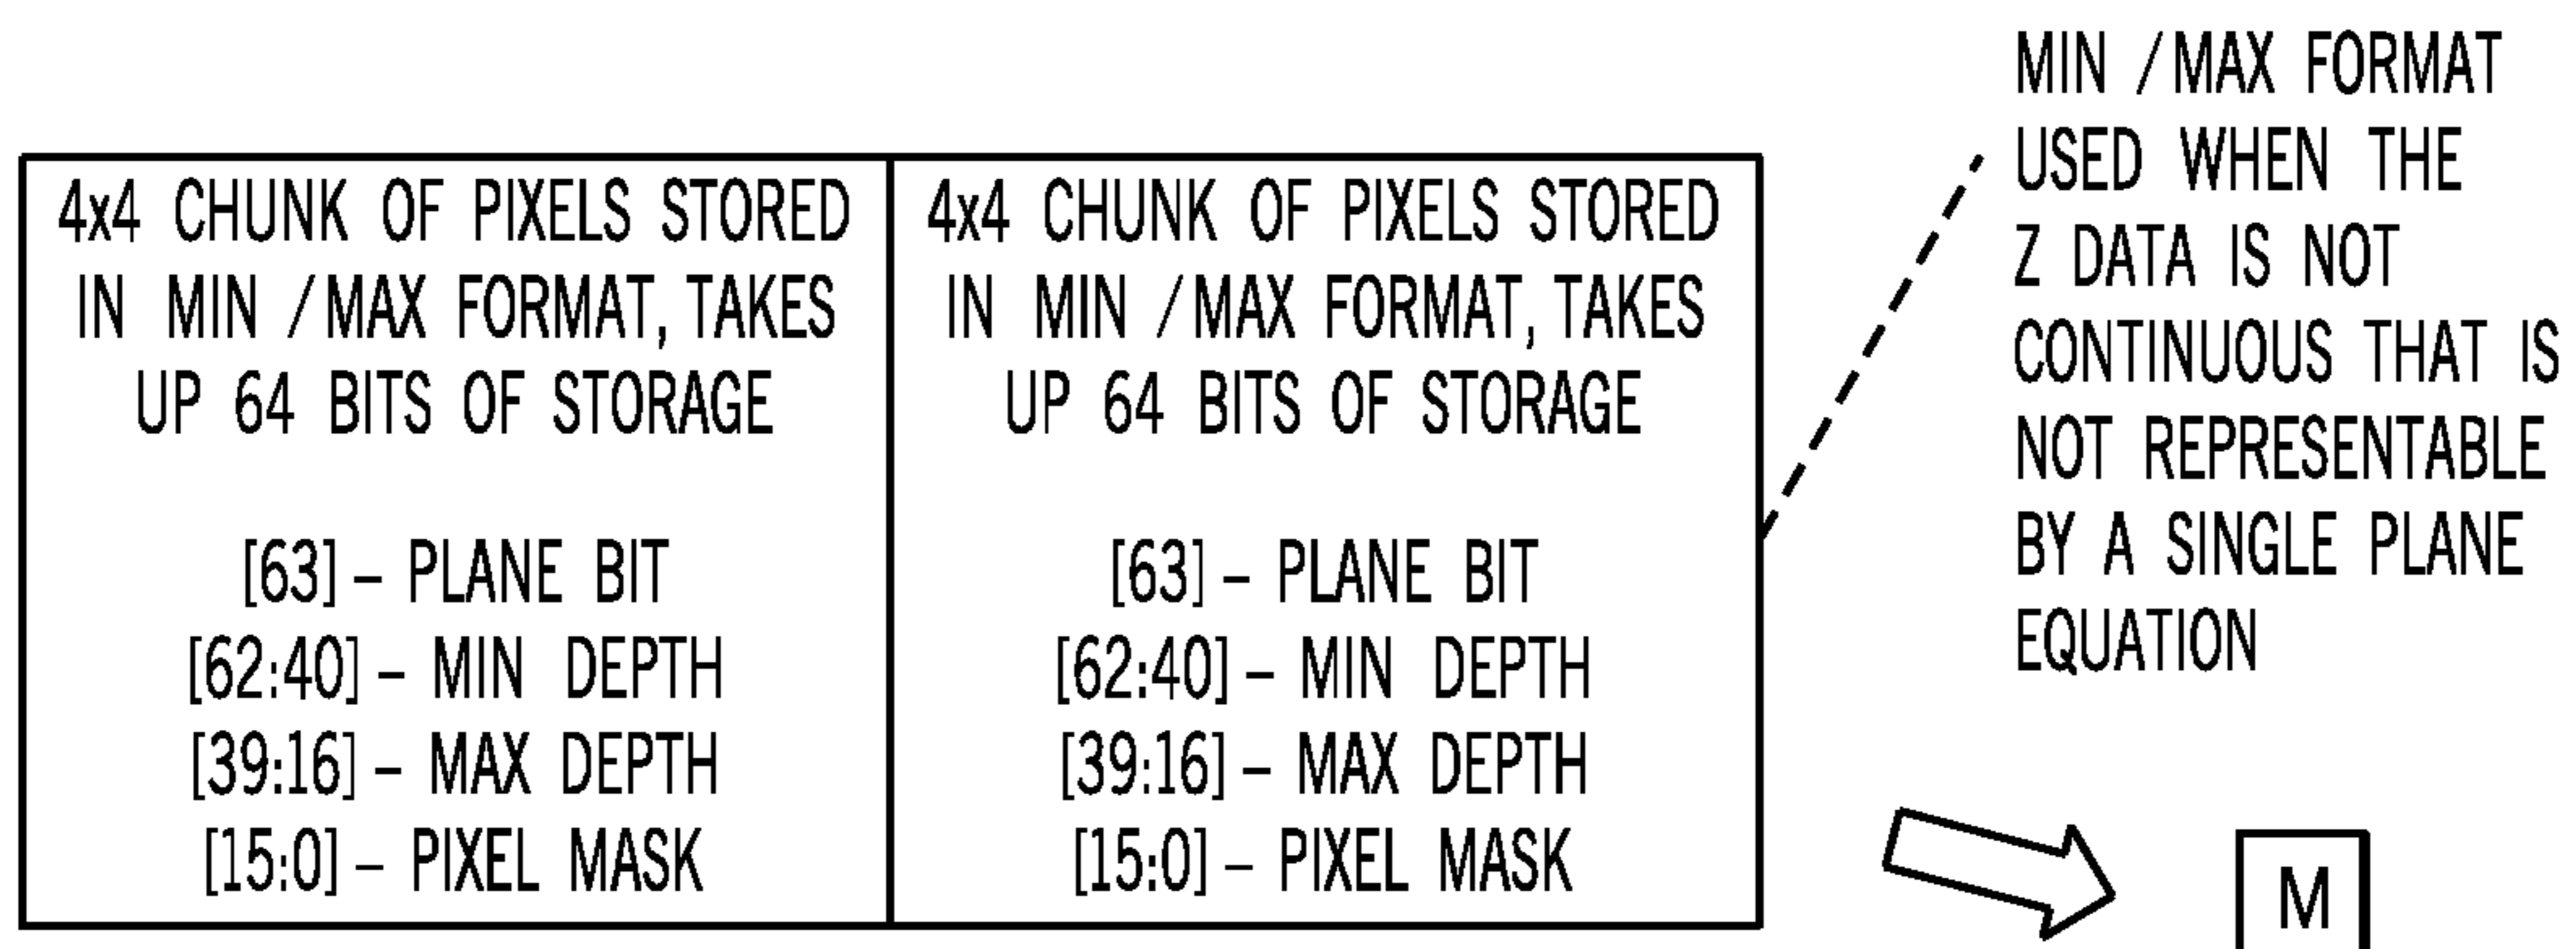 4x4 CHUNK OF PIXELS STORED
IN MIN /MAX FORMAT, TAKES
UP 64 BITS OF STORAGE
[63] – PLANE BIT
[62:40] – MIN DEPTH
[39:16] – MAX DEPTH
[15:0] – PIXEL MASK
4x4 CHUNK OF PIXELS STORED
IN MIN /MAX FORMAT, TAKES
UP 64 BITS OF STORAGE
[63] – PLANE BIT
[62:40] – MIN DEPTH
[39:16] – MAX DEPTH
[15:0] – PIXEL MASK
MIN /MAX FORMAT
USED WHEN THE
Z DATA IS NOT
CONTINUOUS THAT IS
NOT REPRESENTABLE
BY A SINGLE PLANE
EQUATION
M